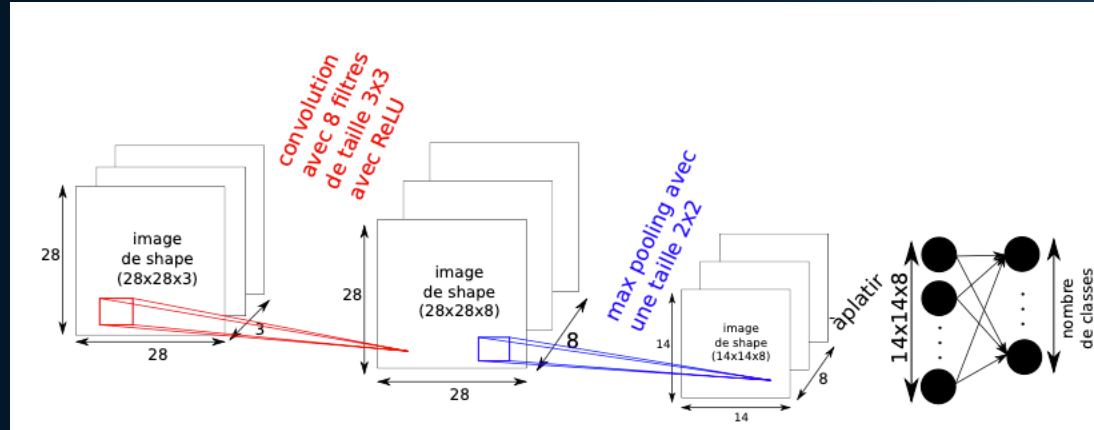 convolution
avec 8 filtres
de taille 3x3
avec ReLU
28
image
de shape
(28x28x3)
3
28
28
image
de shape
(28x28x8)
8
28
max pooling avec
une taille 2x2
14
image
de shape
(14x14x8)
8
14
aplatir
14x14x8
nombre
de classes